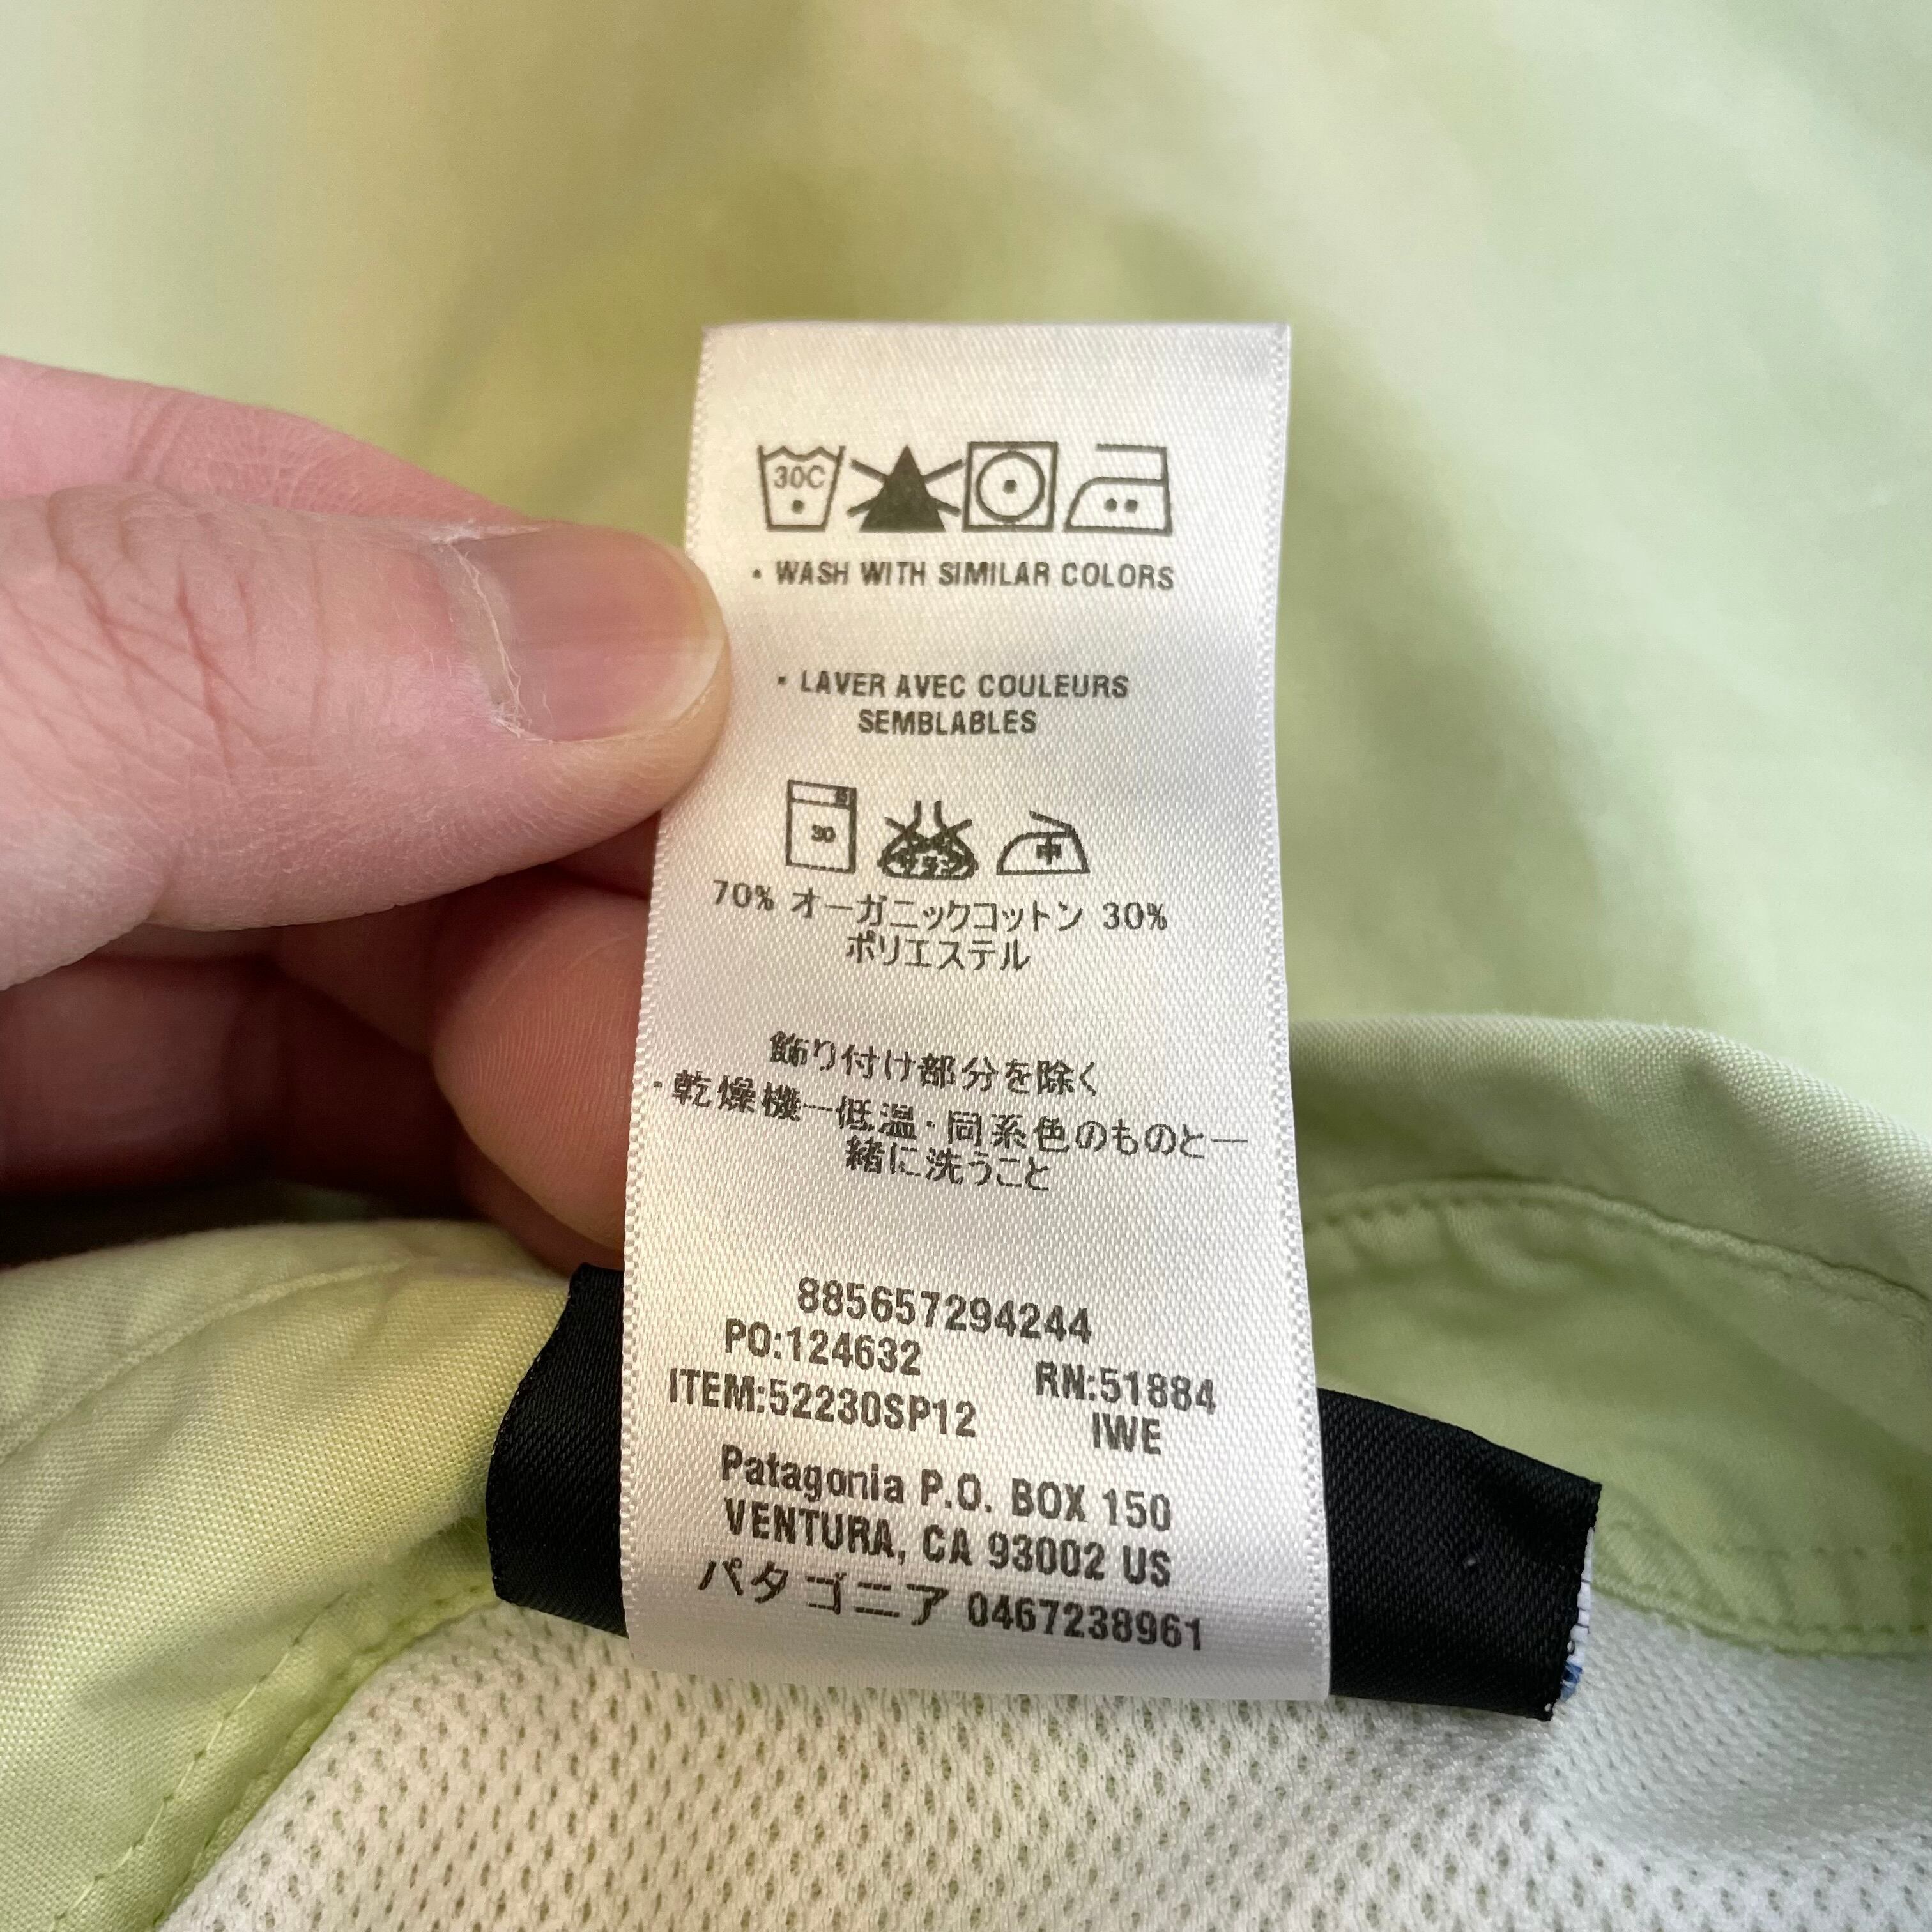 30C
• WASH WITH SIMILAR COLORS
• LAVER AVEC COULEURS
SEMBLABLES
30 中
70% オーガニックコットン 30%
ポリエステル
飾り付け部分を除く
・乾燥機ー低温・同系色のものと一
緒に洗うこと
885657294244
PO:124632 RN:51884
ITEM:52230SP12 IWE
Patagonia P.O. BOX 150
VENTURA, CA 93002 US
パタゴニア 0467238961